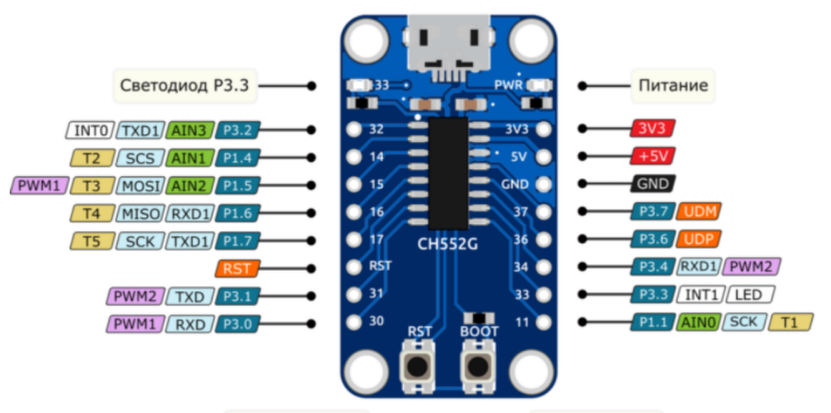 Светодиод P3.3
33
PWR
Питание
INT0 TXD1 AIN3 P3.2
32
3V3
3V3
T2 SCS AIN1 P1.4
14
5V
+5V
PWM1 T3 MOSI AIN2 P1.5
15
GND
GND
T4 MISO RXD1 P1.6
16
37
P3.7 UDM
T5 SCK TXD1 P1.7
17
CH552G
36
P3.6 UDP
RST
RST
34
P3.4 RXD1 PWM2
PWM2 TXD P3.1
31
33
P3.3 INT1 LED
PWM1 RXD P3.0
30
RST
BOOT
11
P1.1 AIN0 SCK T1